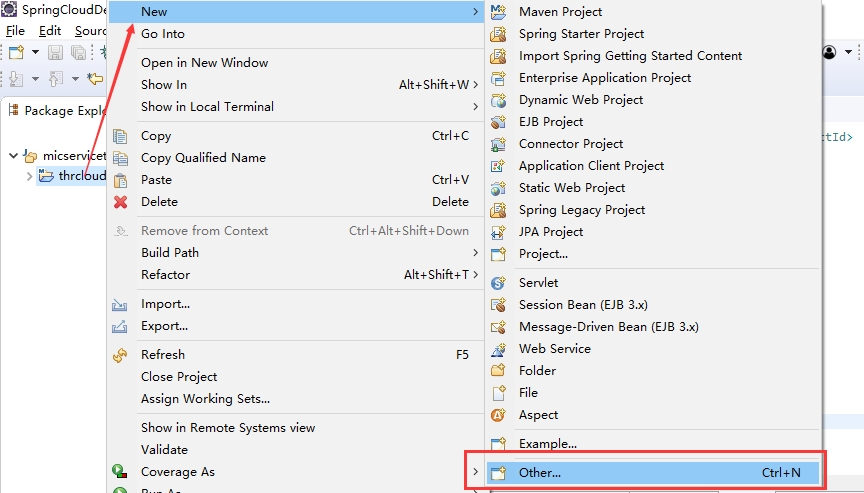 SpringCloudDe
File Edit Sourc
Package Explo
micservicet
thrcloud
New
Go Into
Open in New Window
Show In Alt+Shift+W
Show in Local Terminal
Copy Ctrl+C
Copy Qualified Name
Paste Ctrl+V
Delete Delete
Remove from Context Ctrl+Alt+Shift+Down
Build Path
Refactor Alt+Shift+T
Import...
Export...
Refresh F5
Close Project
Assign Working Sets...
Show in Remote Systems view
Validate
Coverage As
Run As
Maven Project
Spring Starter Project
Import Spring Getting Started Content
Enterprise Application Project
Dynamic Web Project
EJB Project
Connector Project
Application Client Project
Static Web Project
Spring Legacy Project
JPA Project
Project...
Servlet
Session Bean (EJB 3.x)
Message-Driven Bean (EJB 3.x)
Web Service
Folder
File
Aspect
Example...
Other... Ctrl+N
ctId>